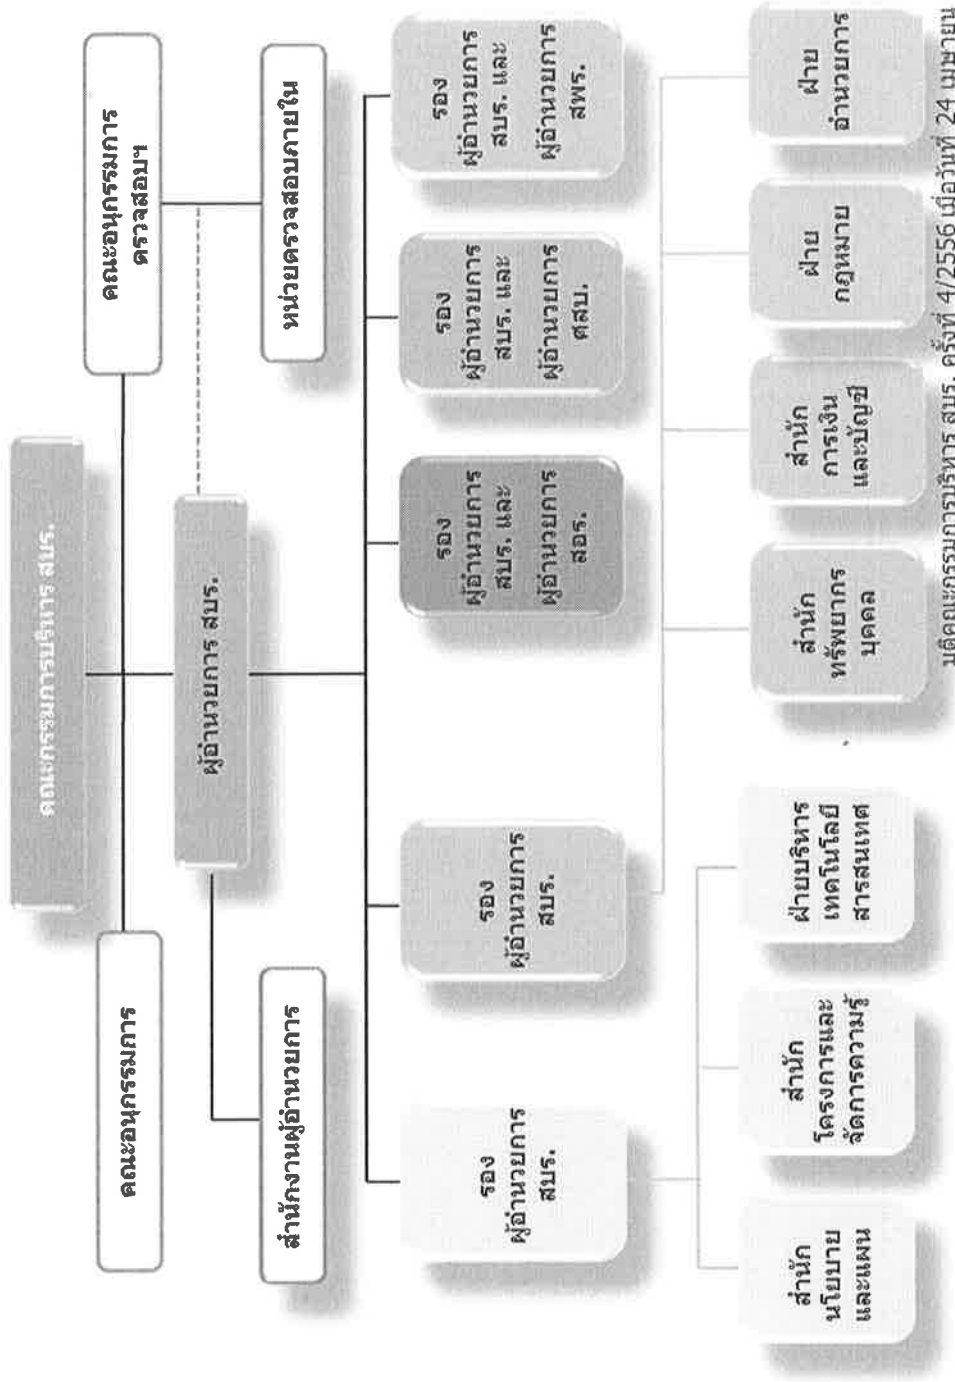 คณะกรรมการบริหาร สบร.
คณะอนุกรรมการ
คณะอนุกรรมการ
ตรวจสอบฯ
ผู้อำนวยการ สบร.
สำนักงานผู้อำนวยการ
หน่วยตรวจสอบภายใน
รอง
ผู้อำนวยการ
สบร.
รอง
ผู้อำนวยการ
สบร.
รอง
ผู้อำนวยการ
สบร. และ
ผู้อำนวยการ
สอร.
รอง
ผู้อำนวยการ
สบร. และ
ผู้อำนวยการ
ศสบ.
รอง
ผู้อำนวยการ
สบร. และ
ผู้อำนวยการ
สพร.
สำนัก
นโยบาย
และแผน
สำนัก
โครงการและ
จัดการความรู้
ฝ่ายบริหาร
เทคโนโลยี
สารสนเทศ
สำนัก
ทรัพยากร
บุคคล
สำนัก
การเงิน
และบัญชี
ฝ่าย
กฎหมาย
ฝ่าย
อำนวยการ
มติคณะกรรมการบริหาร สบร. ครั้งที่ 4/2556 เมื่อวันที่ 24 เมษายน